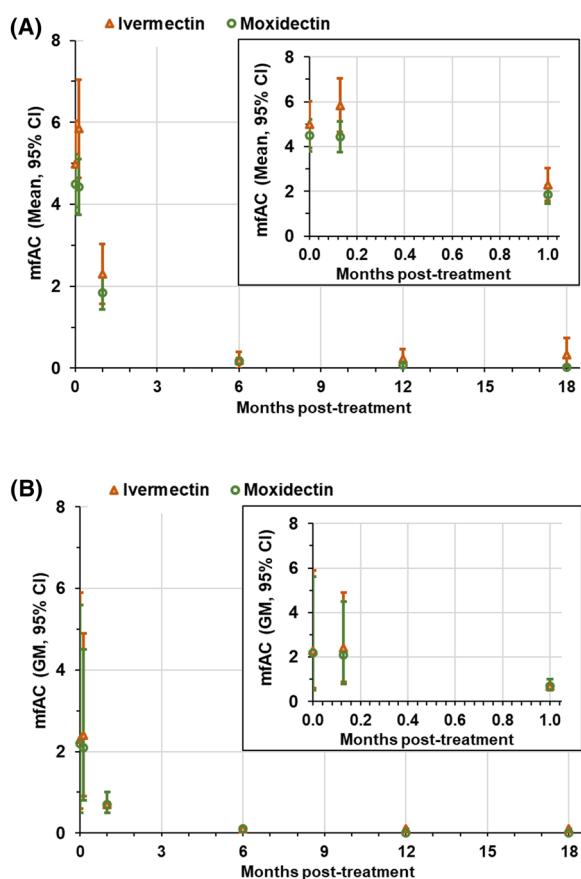 (A)
Ivermectin Moxidectin
mfAC (Mean, 95% CI)
8
6
4
2
0
0 3 6 9 12 15 18
Months post-treatment
mfAC (Mean, 95% CI)
8
6
4
2
0
0.0 0.2 0.4 0.6 0.8 1.0
Months post-treatment
(B)
Ivermectin Moxidectin
mfAC (GM, 95% CI)
8
6
4
2
0
0 3 6 9 12 15 18
Months post-treatment
mfAC (GM, 95% CI)
8
6
4
2
0
0.0 0.2 0.4 0.6 0.8 1.0
Months post-treatment